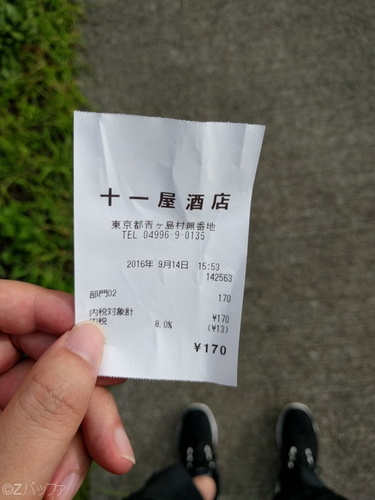 十一屋酒店
東京都青ヶ島村無番地
TEL 04996-9-0135
2016年 9月14日 15:53
142563
部門02 170
内税対象計 ¥170
内税 8.0% (¥13)
¥170
©Zバッファ